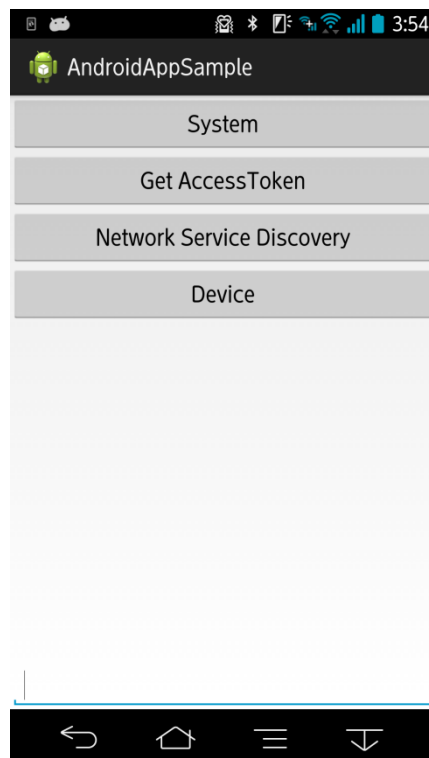 3:54
AndroidAppSample
System
Get AccessToken
Network Service Discovery
Device